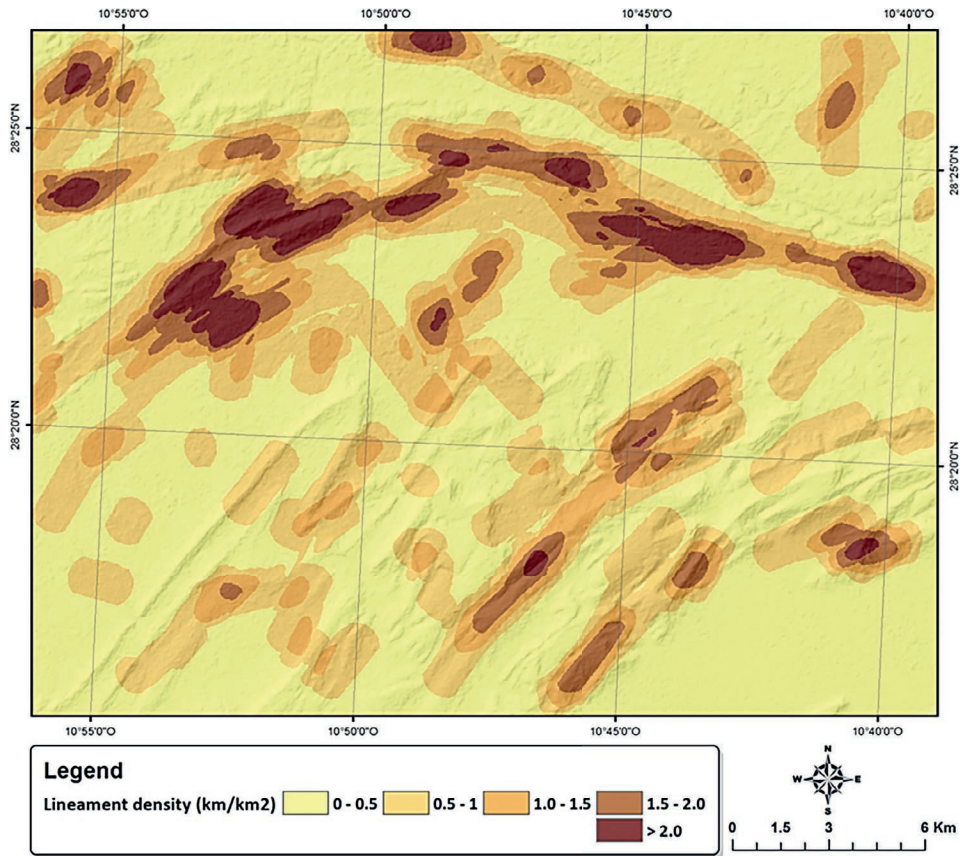 10°55'0"O 10°50'0"O 10°45'0"O 10°40'0"O
28°25'0"N
28°25'0"N
28°20'0"N
28°20'0"N
10°55'0"O 10°50'0"O 10°45'0"O 10°40'0"O
Legend
Lineament density (km/km2) 0 - 0.5 0.5 - 1 1.0 - 1.5 1.5 - 2.0
> 2.0
N
W E
S
0 1.5 3 6 Km